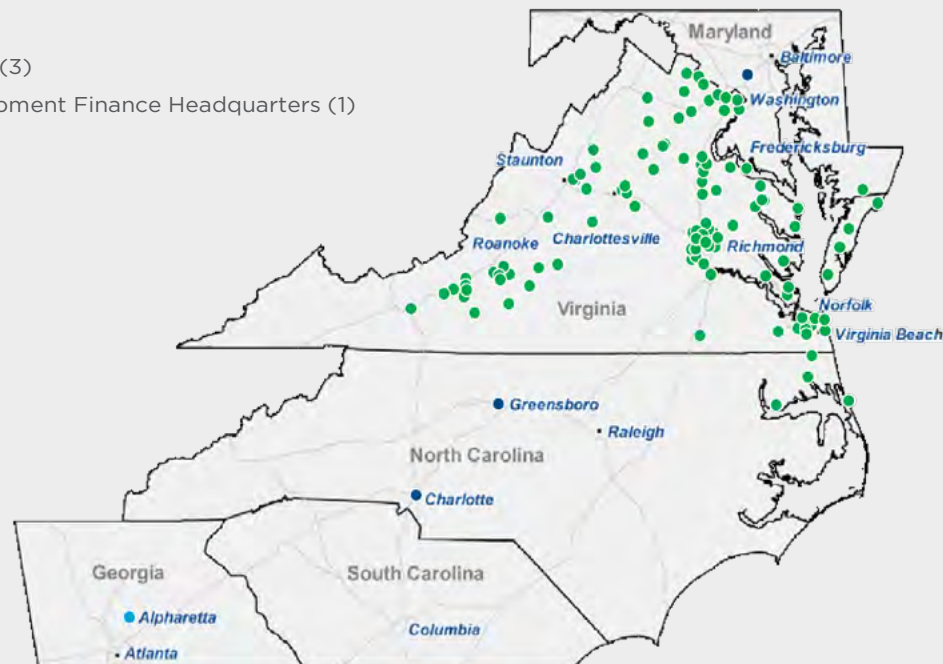 (3)
pment Finance Headquarters (1)
Maryland
Baltimore
Washington
Fredericksburg
Staunton
Roanoke
Charlottesville
Richmond
Virginia
Norfolk
Virginia Beach
Greensboro
Raleigh
North Carolina
Charlotte
Georgia
South Carolina
Alpharetta
Columbia
Atlanta